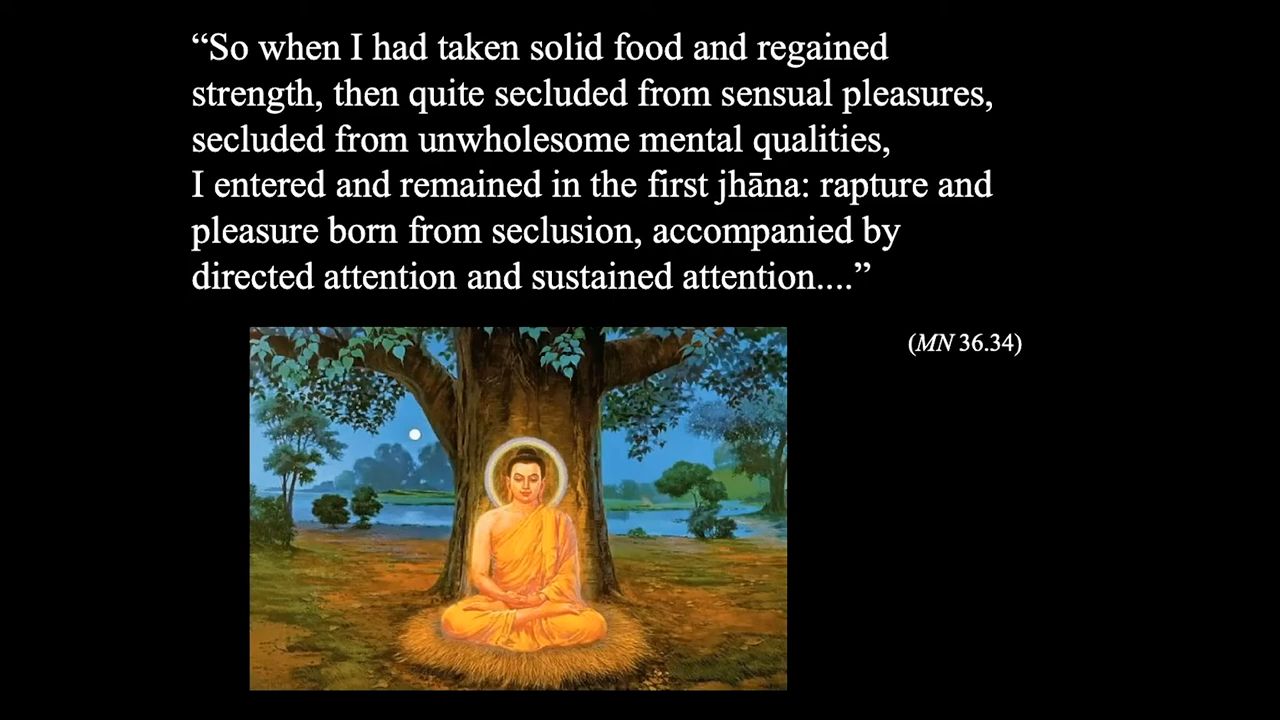 “So when I had taken solid food and regained
strength, then quite secluded from sensual pleasures,
secluded from unwholesome mental qualities,
I entered and remained in the first jhāna: rapture and
pleasure born from seclusion, accompanied by
directed attention and sustained attention....”
(MN 36.34)